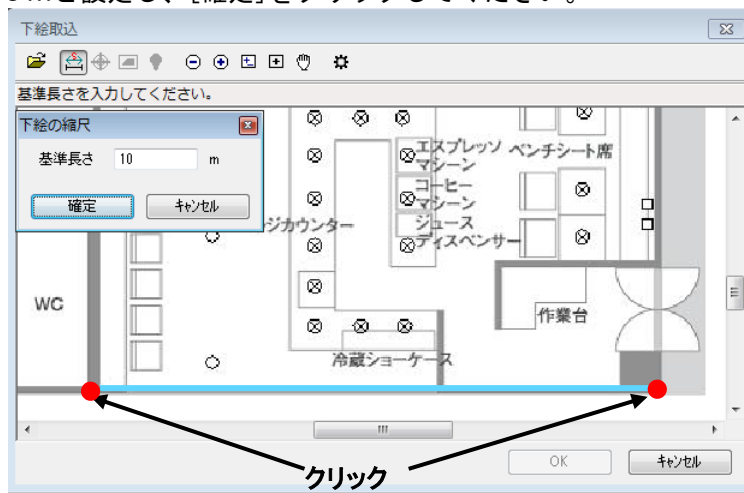 下絵取込
基準長さを入力してください。
下絵の縮尺
基準長さ 10 m
確定 キャンセル
エスプレッソ
マシーン
ベンチシート席
コーヒー
マシーン
ジカウンター
ジュース
ディスペンサー
WC
作業台
冷蔵ショーケース
クリック
OK キャンセル